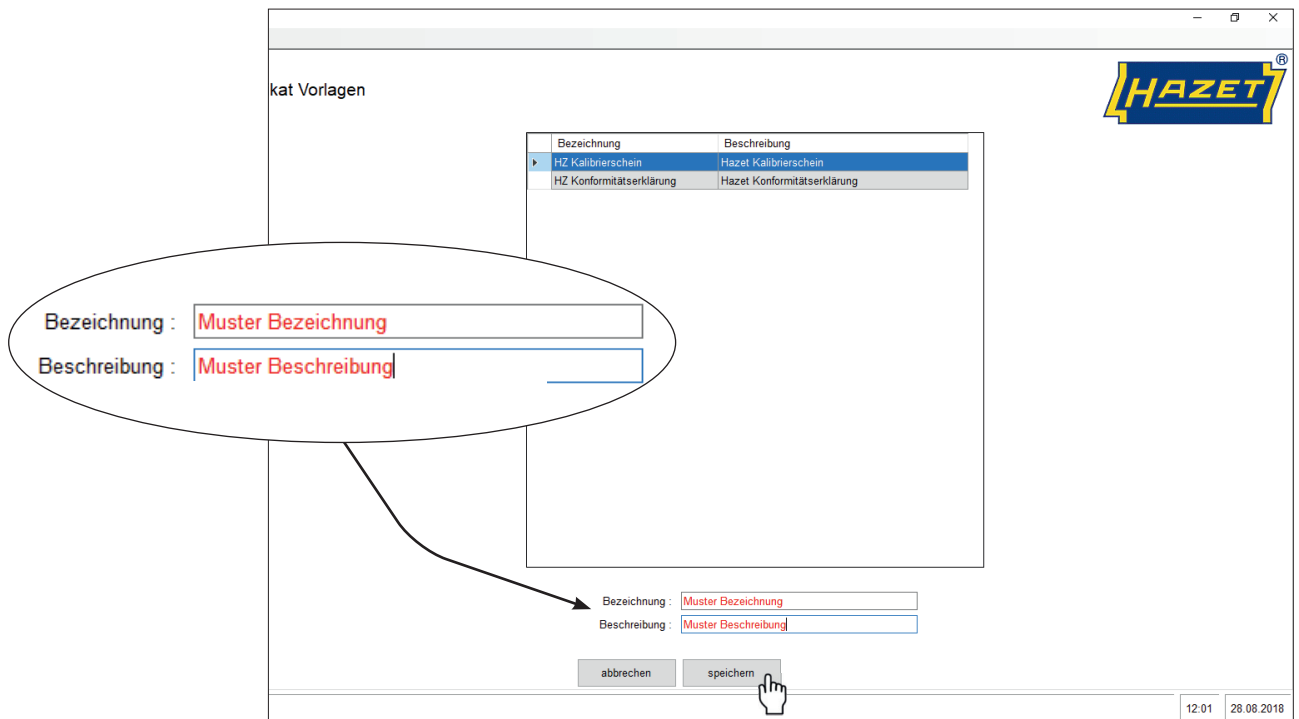 HAZET®
kat Vorlagen
Bezeichnung Beschreibung
HZ Kalibrierschein Hazet Kalibrierschein
HZ Konformitätserklärung Hazet Konformitätserklärung
Bezeichnung : Muster Bezeichnung
Beschreibung : Muster Beschreibung
Bezeichnung : Muster Bezeichnung
Beschreibung : Muster Beschreibung
abbrechen speichern
12:01 28.08.2018